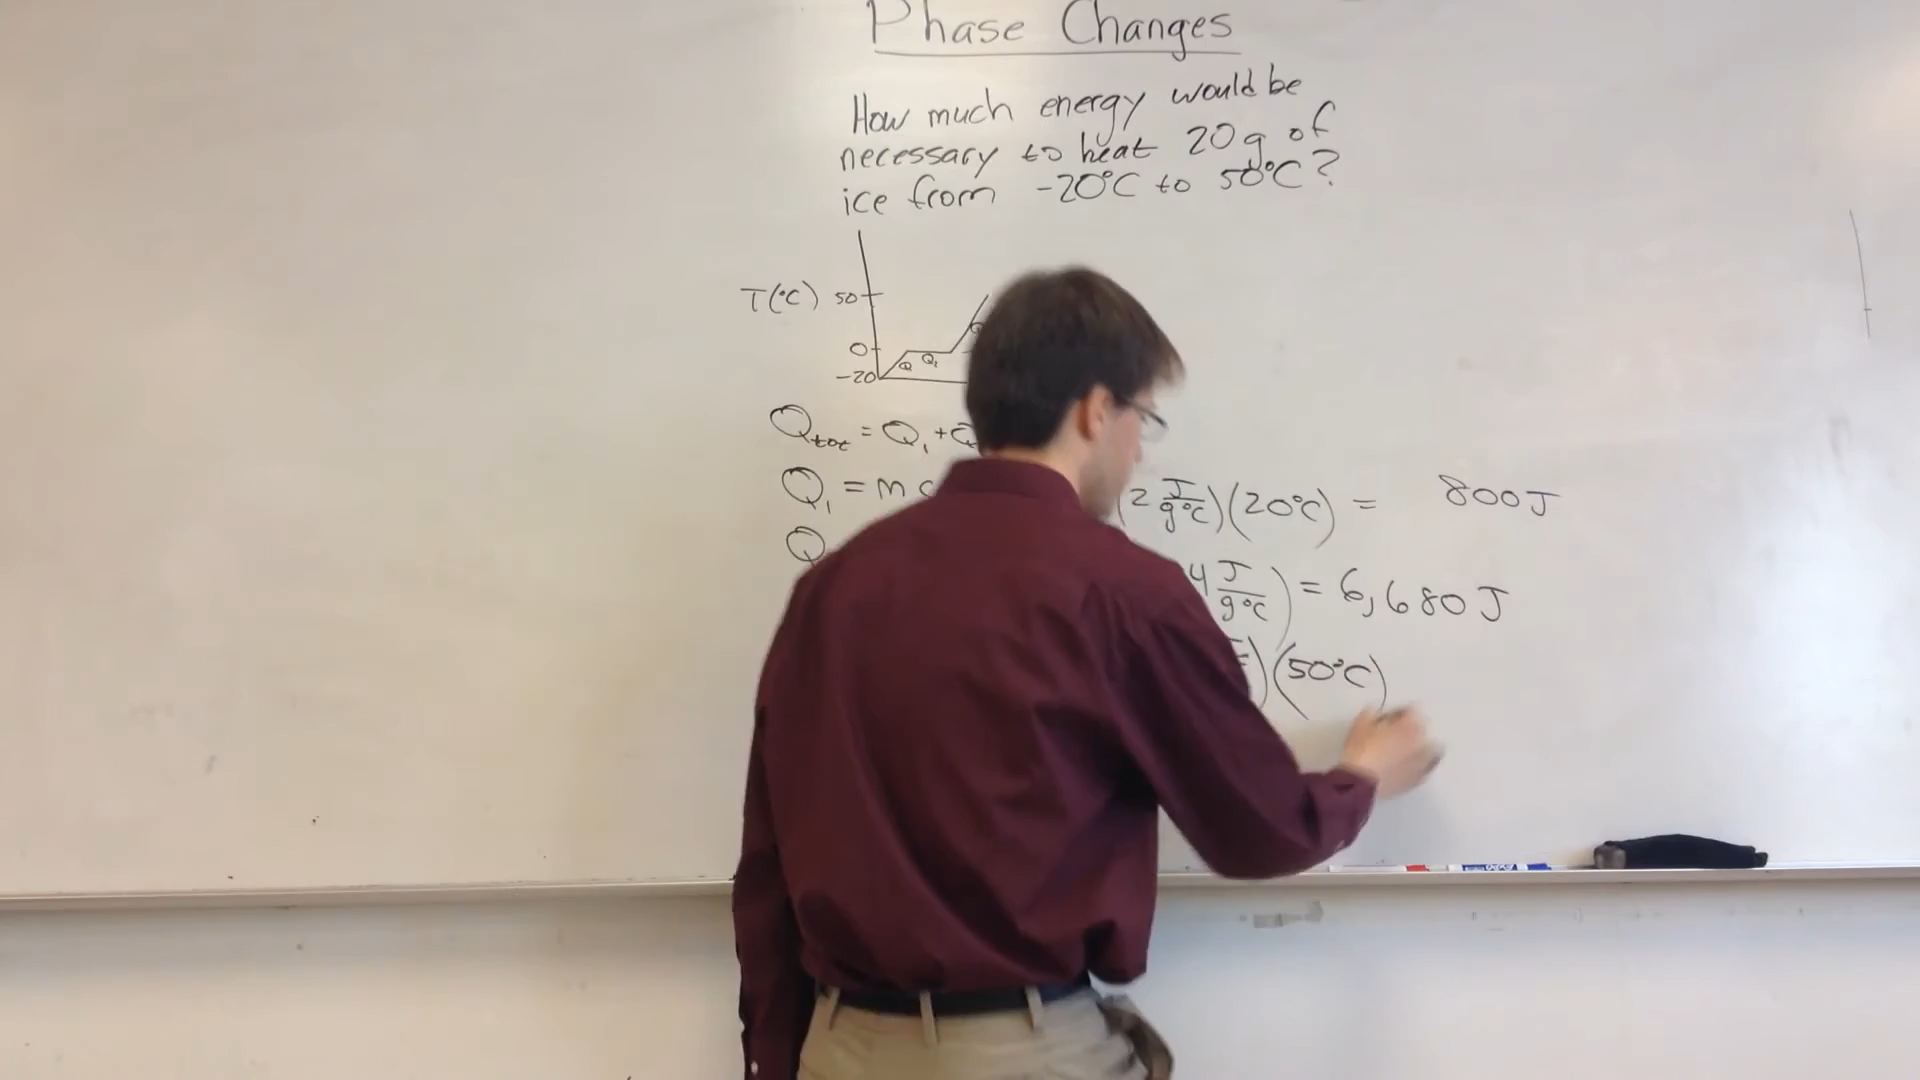 Phase Changes
How much energy would be
necessary to heat 20g of
ice from -20°C to 50°C?
T(°C) 50
0
-20
Q Q₂
Q_tot = Q₁ + Q
Q₁ = m c (2 J/g°C)(20°C) = 800J
Q 4 J/g°C) = 6,680J
)(50°C)